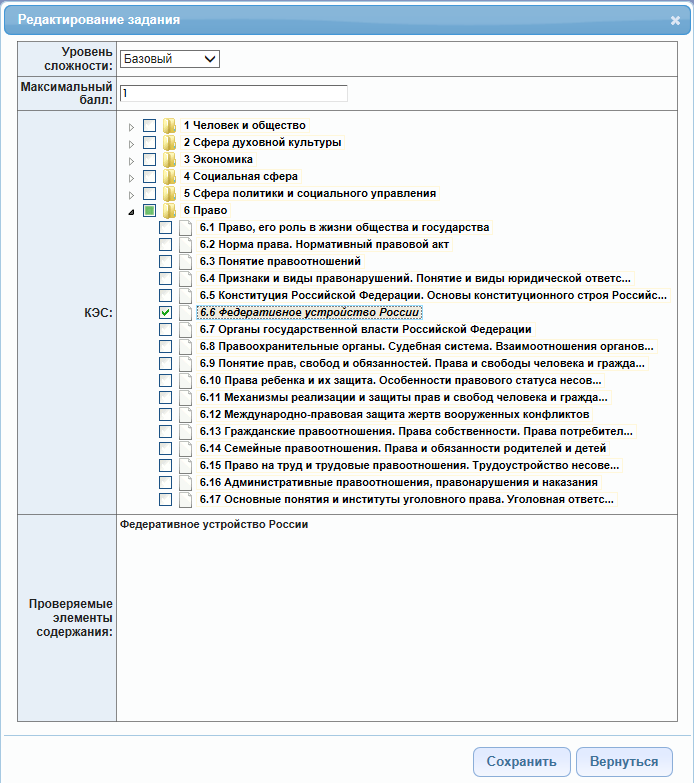 Редактирование задания
Уровень сложности:
Базовый
Максимальный балл:
1
КЭС:
1 Человек и общество
2 Сфера духовной культуры
3 Экономика
4 Социальная сфера
5 Сфера политики и социального управления
6 Право
6.1 Право, его роль в жизни общества и государства
6.2 Норма права. Нормативный правовой акт
6.3 Понятие правоотношений
6.4 Признаки и виды правонарушений. Понятие и виды юридической ответс...
6.5 Конституция Российской Федерации. Основы конституционного строя Российс...
6.6 Федеративное устройство России
6.7 Органы государственной власти Российской Федерации
6.8 Правоохранительные органы. Судебная система. Взаимоотношения органов...
6.9 Понятие прав, свобод и обязанностей. Права и свободы человека и гражда...
6.10 Права ребенка и их защита. Особенности правового статуса несов...
6.11 Механизмы реализации и защиты прав и свобод человека и гражда...
6.12 Международно-правовая защита жертв вооруженных конфликтов
6.13 Гражданские правоотношения. Права собственности. Права потребител...
6.14 Семейные правоотношения. Права и обязанности родителей и детей
6.15 Право на труд и трудовые правоотношения. Трудоустройство несове...
6.16 Административные правоотношения, правонарушения и наказания
6.17 Основные понятия и институты уголовного права. Уголовная ответс...
Проверяемые элементы содержания:
Федеративное устройство России
Сохранить
Вернуться